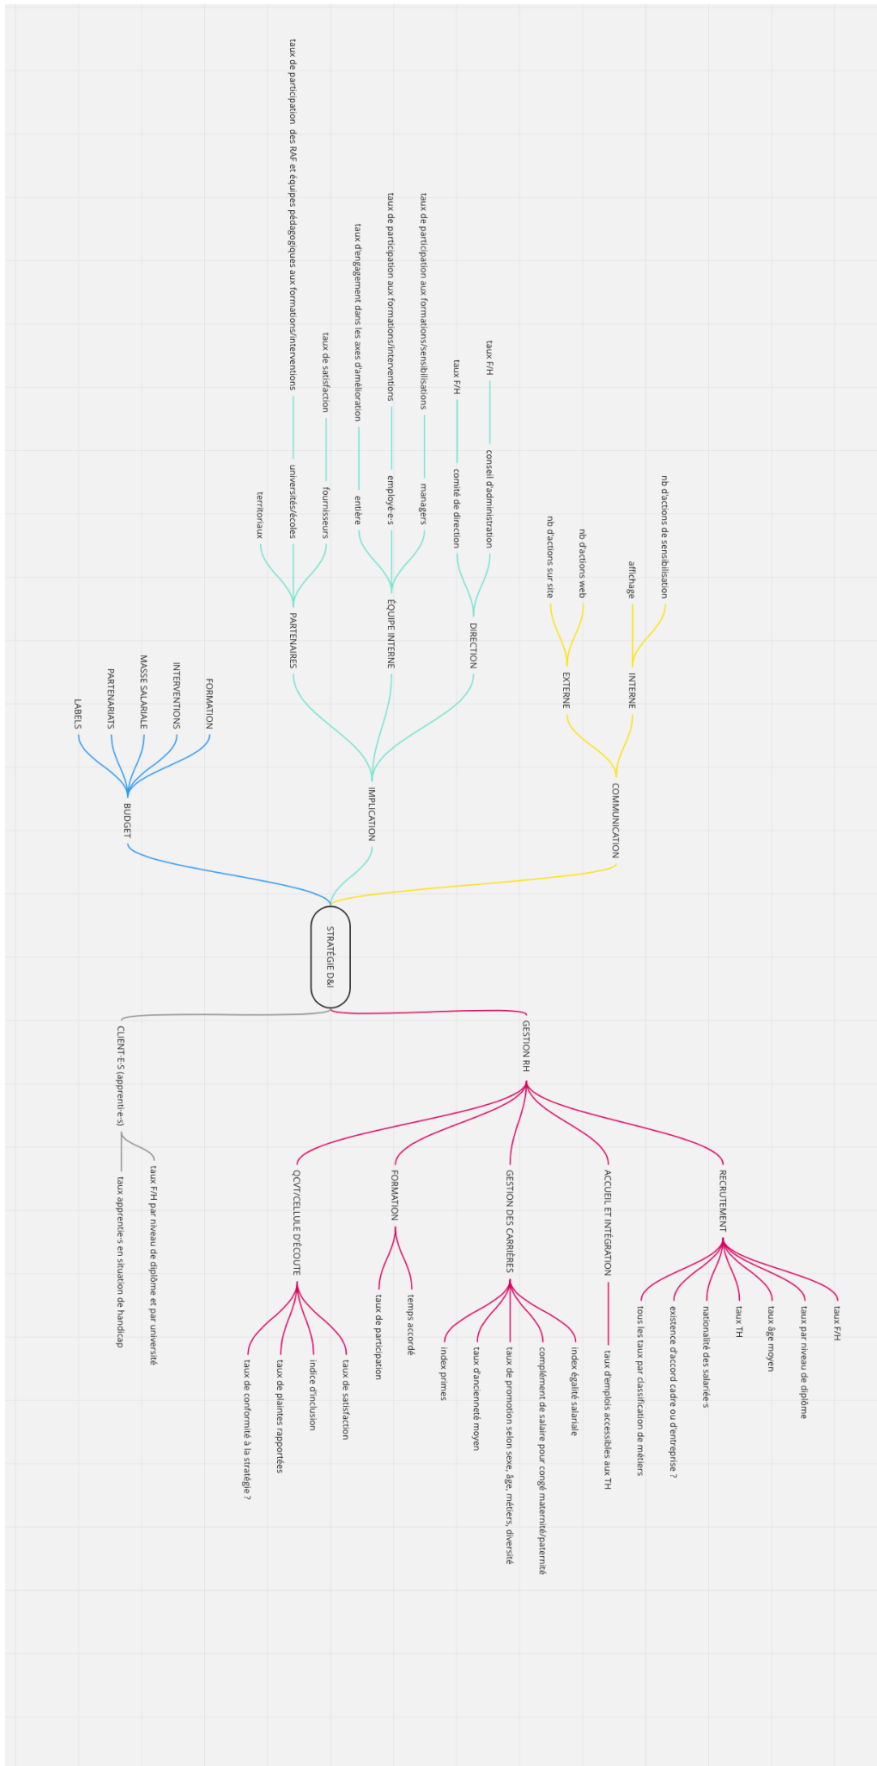 STRATÉGIE D&I
COMMUNICATION
INTERNE
nb d'actions de sensibilisation
affichage
EXTERNE
nb d'actions web
nb d'actions sur site
IMPLICATION
DIRECTION
conseil d'administration
taux F/H
comité de direction
taux F/H
ÉQUIPE INTERNE
managers
taux de participation aux formations/sensibilisations
employé·e·s
taux de participation aux formations/interventions
entière
taux d'engagement dans les axes d'amélioration
PARTENAIRES
fournisseurs
taux de satisfaction
universités/écoles
taux de participation des RAF et équipes pédagogiques aux formations/interventions
territoriaux
BUDGET
FORMATION
INTERVENTIONS
MASSE SALARIALE
PARTENARIATS
LABELS
GESTION RH
RECRUTEMENT
taux F/H
taux par niveau de diplôme
taux âge moyen
taux TH
nationalité des salariée·s
existence d'accord cadre ou d'entreprise ?
tous les taux par classification de métiers
ACCUEIL ET INTÉGRATION
taux d'emplois accessibles aux TH
GESTION DES CARRIÈRES
index égalité salariale
complément de salaire pour congé maternité/paternité
taux de promotion selon sexe, âge, métiers, diversité
taux d'ancienneté moyen
index primes
FORMATION
temps accordé
taux de participation
QCVT/CELLULE D'ÉCOUTE
taux de satisfaction
indice d'inclusion
taux de plaintes rapportées
taux de conformité à la stratégie ?
CLIENT·E·S (apprenti·e·s)
taux F/H par niveau de diplôme et par université
taux apprentie·s en situation de handicap